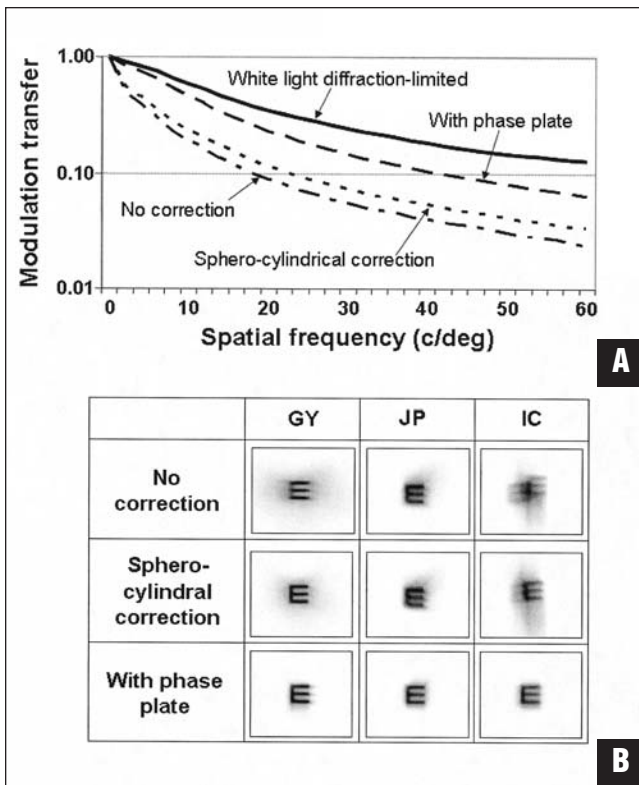 Modulation transfer
1.00
0.10
0.01
White light diffraction-limited
With phase plate
No correction
Sphero-cylindrical correction
0 10 20 30 40 50 60
Spatial frequency (c/deg)
A
GY JP IC
No
correction
E E E
Sphero-
cylindral
correction
E E E
With phase
plate
E E E
B